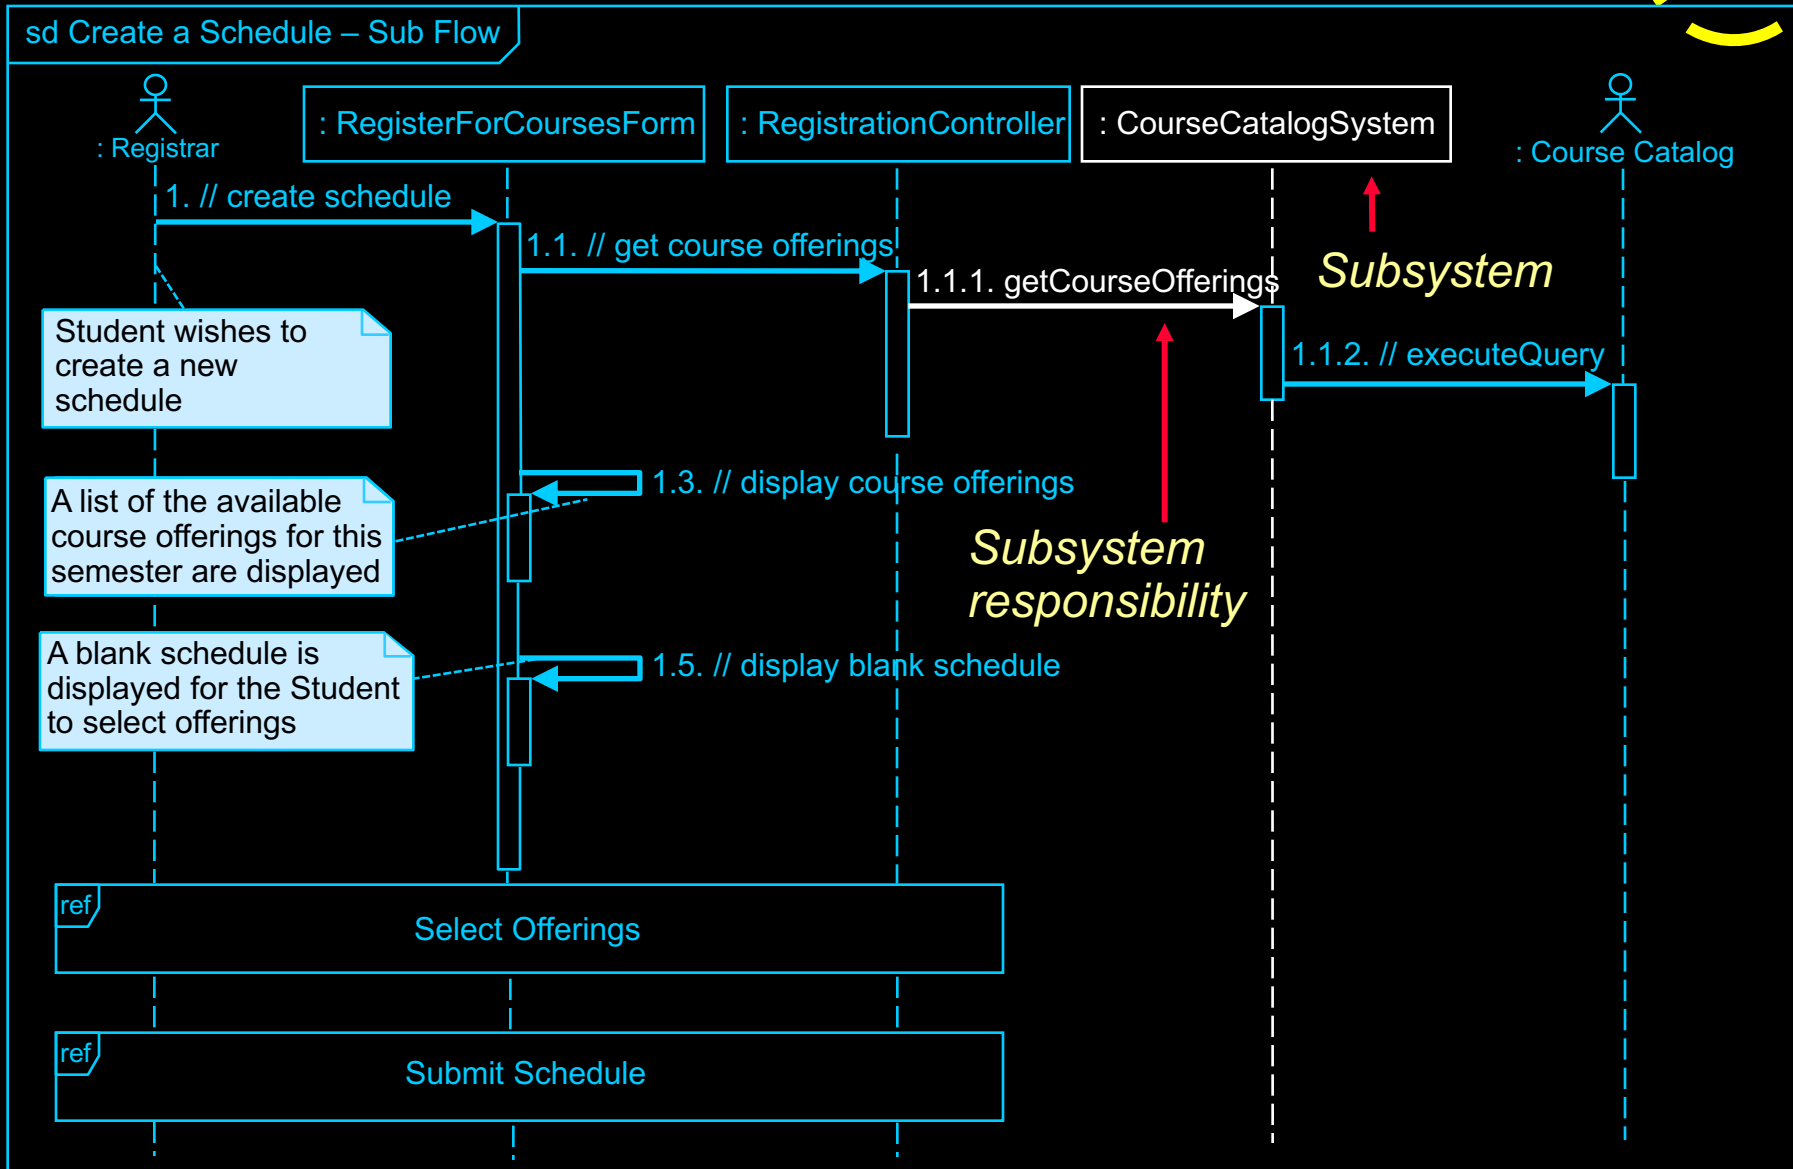 sd Create a Schedule – Sub Flow
: Registrar
: RegisterForCoursesForm
: RegistrationController
: CourseCatalogSystem
: Course Catalog
1. // create schedule
1.1. // get course offerings
1.1.1. getCourseOfferings
Subsystem
Student wishes to
create a new
schedule
1.1.2. // executeQuery
A list of the available
course offerings for this
semester are displayed
1.3. // display course offerings
Subsystem
responsibility
A blank schedule is
displayed for the Student
to select offerings
1.5. // display blank schedule
ref
Select Offerings
ref
Submit Schedule